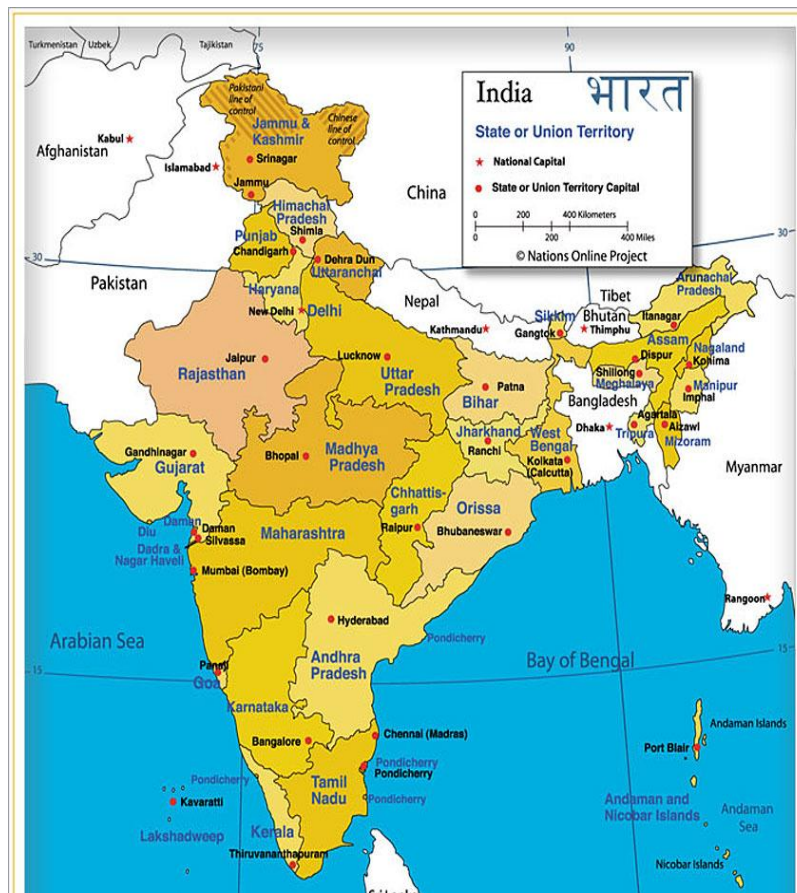 Turkmenistan
Uzbek.
Tajikistan
75
90
India भारत
State or Union Territory
National Capital
State or Union Territory Capital
0 200 400 Kilometers
0 200 400 Miles
© Nations Online Project
Pakistani
line of
control
Chinese
line of
control
Jammu &
Kashmir
Kabul
Afghanistan
Islamabad
Srinagar
Jammu
China
Himachal
Pradesh
Shimla
Punjab
Chandigarh
Dehra Dun
Uttaranchal
30
30
Pakistan
Haryana
Delhi
New Delhi
Nepal
Kathmandu
Tibet
Sikkim
Bhutan
Gangtok
Thimphu
Arunachal
Pradesh
Itanagar
Assam
Dispur
Nagaland
Kohima
Shillong
Meghalaya
Manipur
Imphal
Jaipur
Rajasthan
Lucknow
Uttar
Pradesh
Patna
Bihar
Bangladesh
Dhaka
Agartala
Tripura
Aizawl
Mizoram
Gandhinagar
Gujarat
Bhopal
Madhya
Pradesh
Jharkhand
Ranchi
West
Bengal
Kolkata
(Calcutta)
Myanmar
Chhattis-
garh
Raipur
Orissa
Bhubaneswar
Daman
Diu
Daman
Silvassa
Dadra &
Nagar Haveli
Maharashtra
Mumbai (Bombay)
Rangoon
Hyderabad
Andhra
Pradesh
Pondicherry
Arabian Sea
Bay of Bengal
15
15
Panaji
Goa
Karnataka
Bangalore
Chennai (Madras)
Pondicherry
Pondicherry
Tamil
Nadu
Pondicherry
Pondicherry
Kavaratti
Lakshadweep
Kerala
Thiruvananthapuram
Andaman Islands
Port Blair
Andaman and
Nicobar Islands
Andaman
Sea
Nicobar Islands